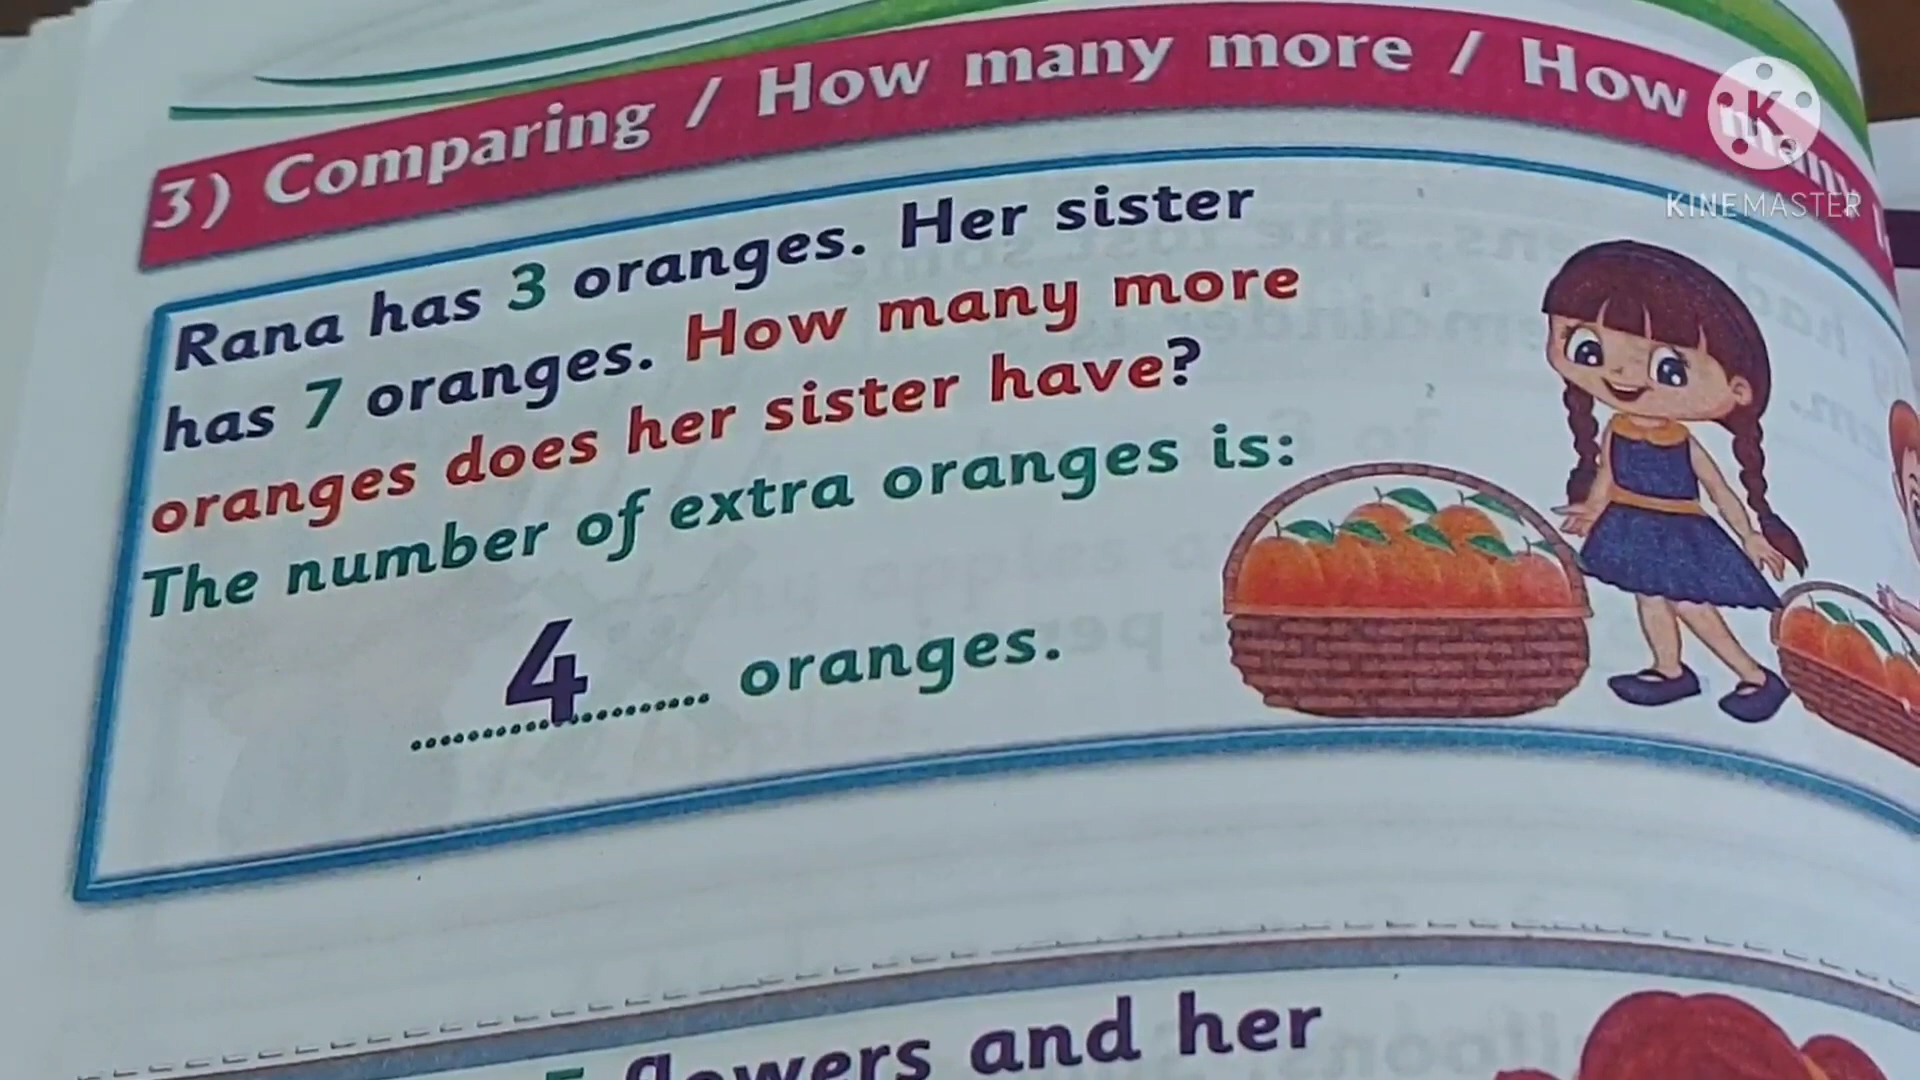 3) Comparing / How many more / How many
KINEMASTER
Rana has 3 oranges. Her sister
has 7 oranges. How many more
oranges does her sister have?
The number of extra oranges is:
4 oranges.
flowers and her